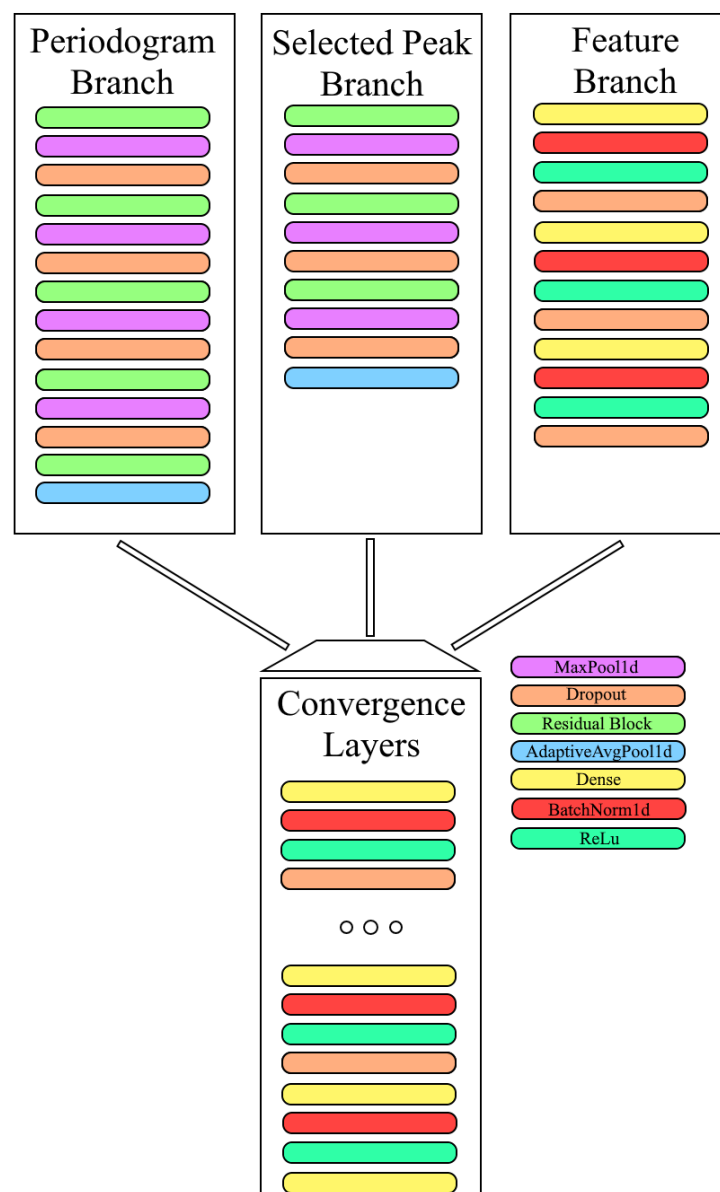 Periodogram
Branch
Selected Peak
Branch
Feature
Branch
Convergence
Layers
MaxPool1d
Dropout
Residual Block
AdaptiveAvgPool1d
Dense
BatchNorm1d
ReLu